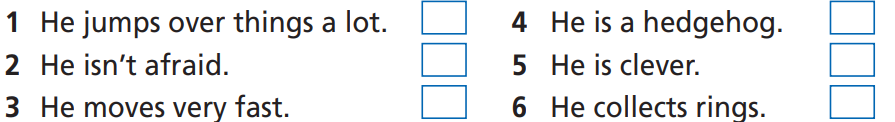 1 He jumps over things a lot.
2 He isn't afraid.
3 He moves very fast.
4 He is a hedgehog.
5 He is clever.
6 He collects rings.